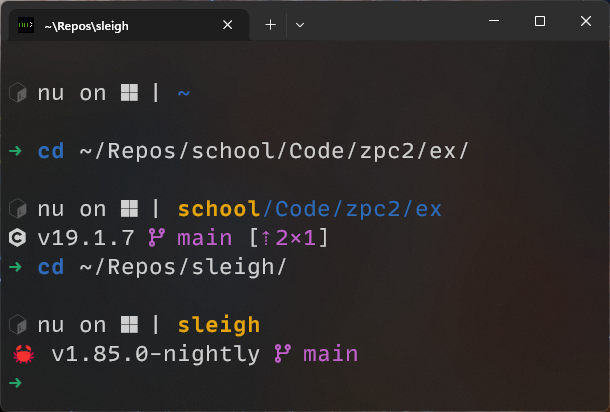 ~\Repos\sleigh
nu on | ~
➜ cd ~/Repos/school/Code/zpc2/ex/
nu on | school/Code/zpc2/ex
C v19.1.7 main [⇡2×1]
➜ cd ~/Repos/sleigh/
nu on | sleigh
🦀 v1.85.0-nightly main
➜